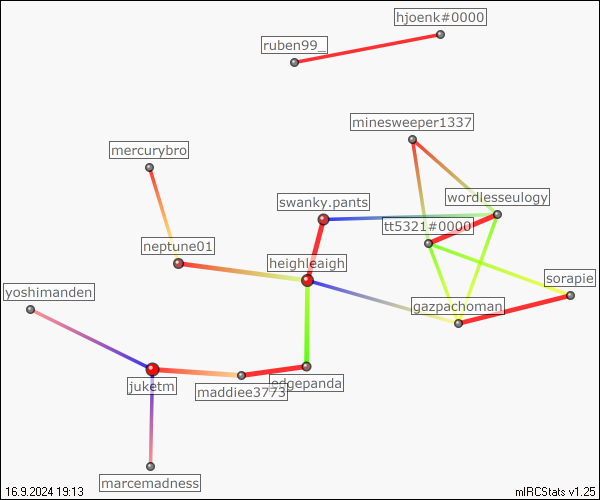 hjoenk#0000
ruben99_
minesweeper1337
mercurybro
wordlesseulogy
swanky.pants
tt5321#0000
neptune01
heighleaigh
sorapie
yoshimanden
gazpachoman
juketm
edgepanda
maddiee3773
marcemadness
16.9.2024 19:13
mIRCStats v1.25